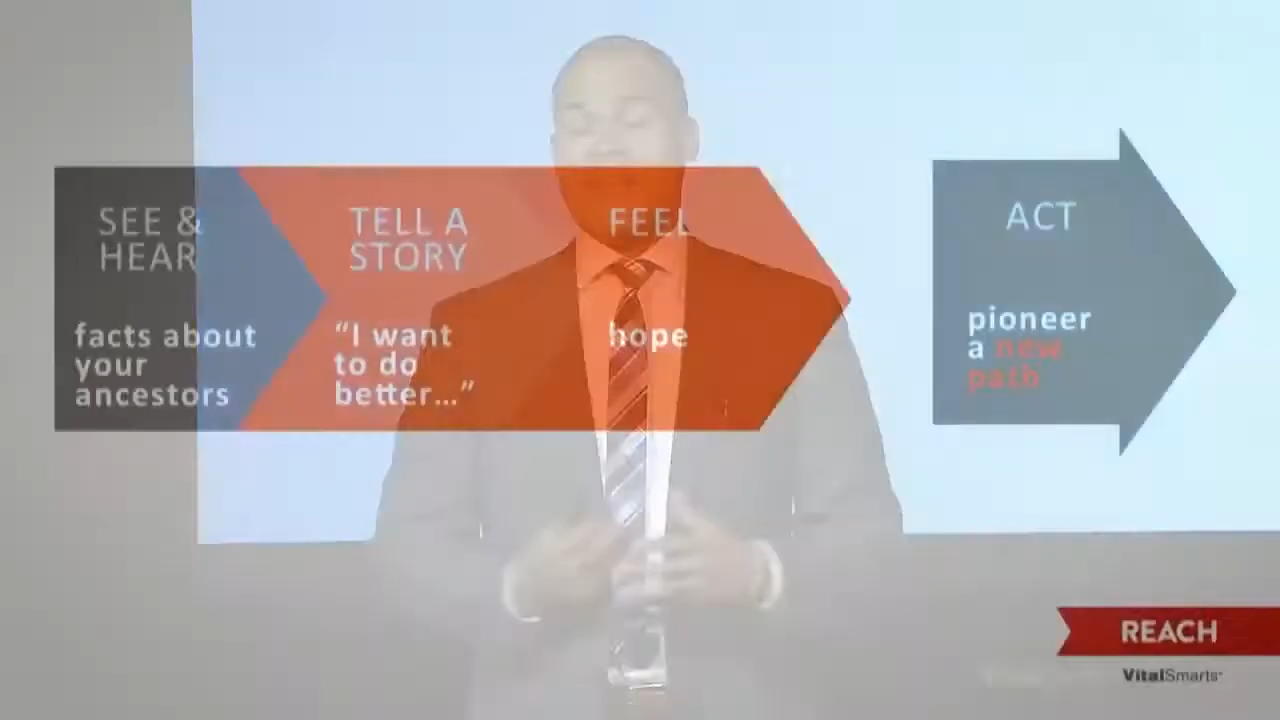 SEE &
HEAR
facts about
your
ancestors
TELL A
STORY
“I want
to do
better...”
FEEL
hope
ACT
pioneer
a new
path
REACH
VitalSmarts